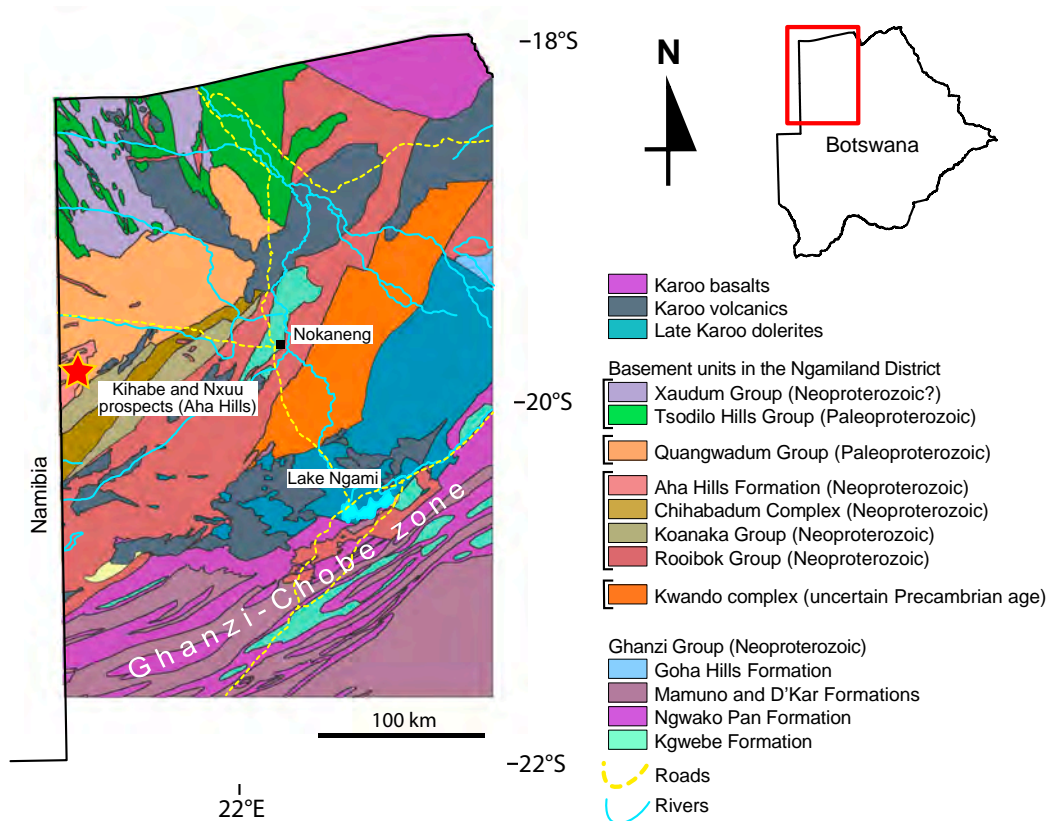 –18°S
N
Botswana
Karoo basalts
Karoo volcanics
Late Karoo dolerites
Nokaneng
Basement units in the Ngamiland District
Kihabe and Nxuu
prospects (Aha Hills)
Xaudum Group (Neoproterozoic?)
Tsodilo Hills Group (Paleoproterozoic)
–20°S
Quangwadum Group (Paleoproterozoic)
Lake Ngami
Aha Hills Formation (Neoproterozoic)
Chihabadum Complex (Neoproterozoic)
Koanaka Group (Neoproterozoic)
Rooibok Group (Neoproterozoic)
Namibia
Kwando complex (uncertain Precambrian age)
Ghanzi-Chobe zone
Ghanzi Group (Neoproterozoic)
Goha Hills Formation
Mamuno and D'Kar Formations
Ngwako Pan Formation
Kgwebe Formation
100 km
–22°S
Roads
Rivers
22°E